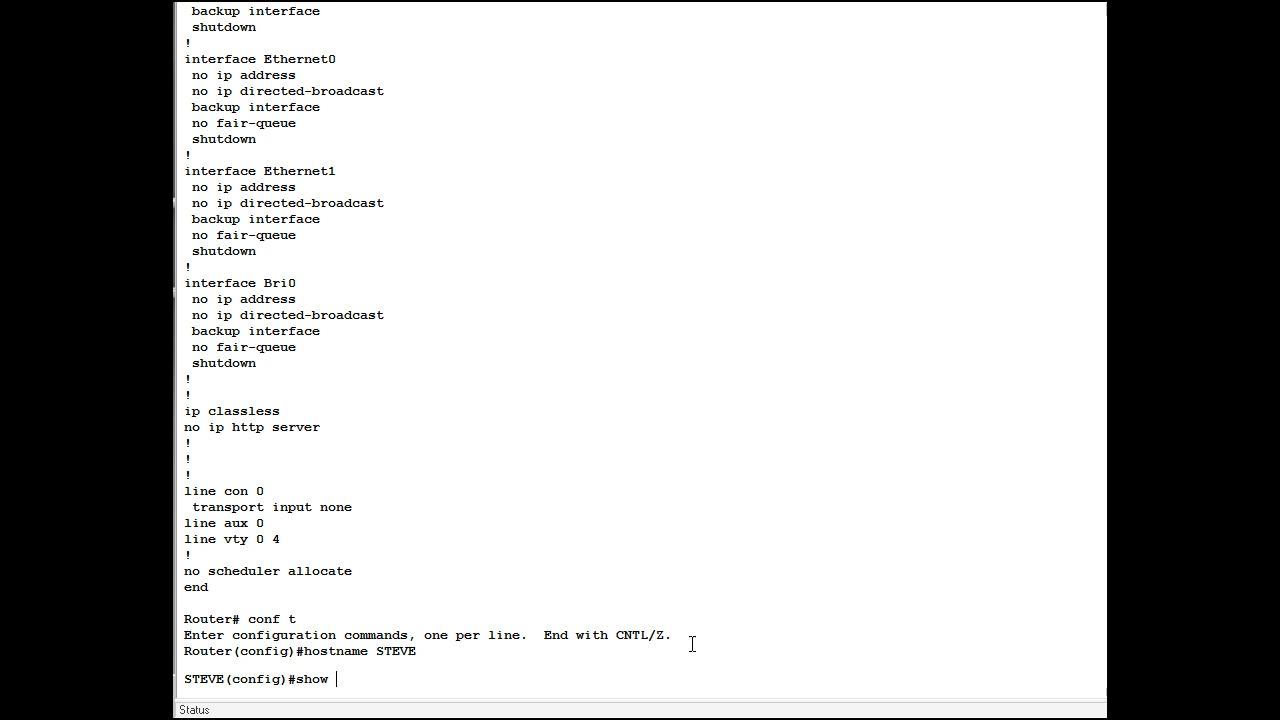 backup interface
shutdown
!
interface Ethernet0
no ip address
no ip directed-broadcast
backup interface
no fair-queue
shutdown
!
interface Ethernet1
no ip address
no ip directed-broadcast
backup interface
no fair-queue
shutdown
!
interface Bri0
no ip address
no ip directed-broadcast
backup interface
no fair-queue
shutdown
!
!
ip classless
no ip http server
!
!
!
line con 0
transport input none
line aux 0
line vty 0 4
!
no scheduler allocate
end
Router# conf t
Enter configuration commands, one per line.  End with CNTL/Z.
Router(config)#hostname STEVE
STEVE(config)#show
Status